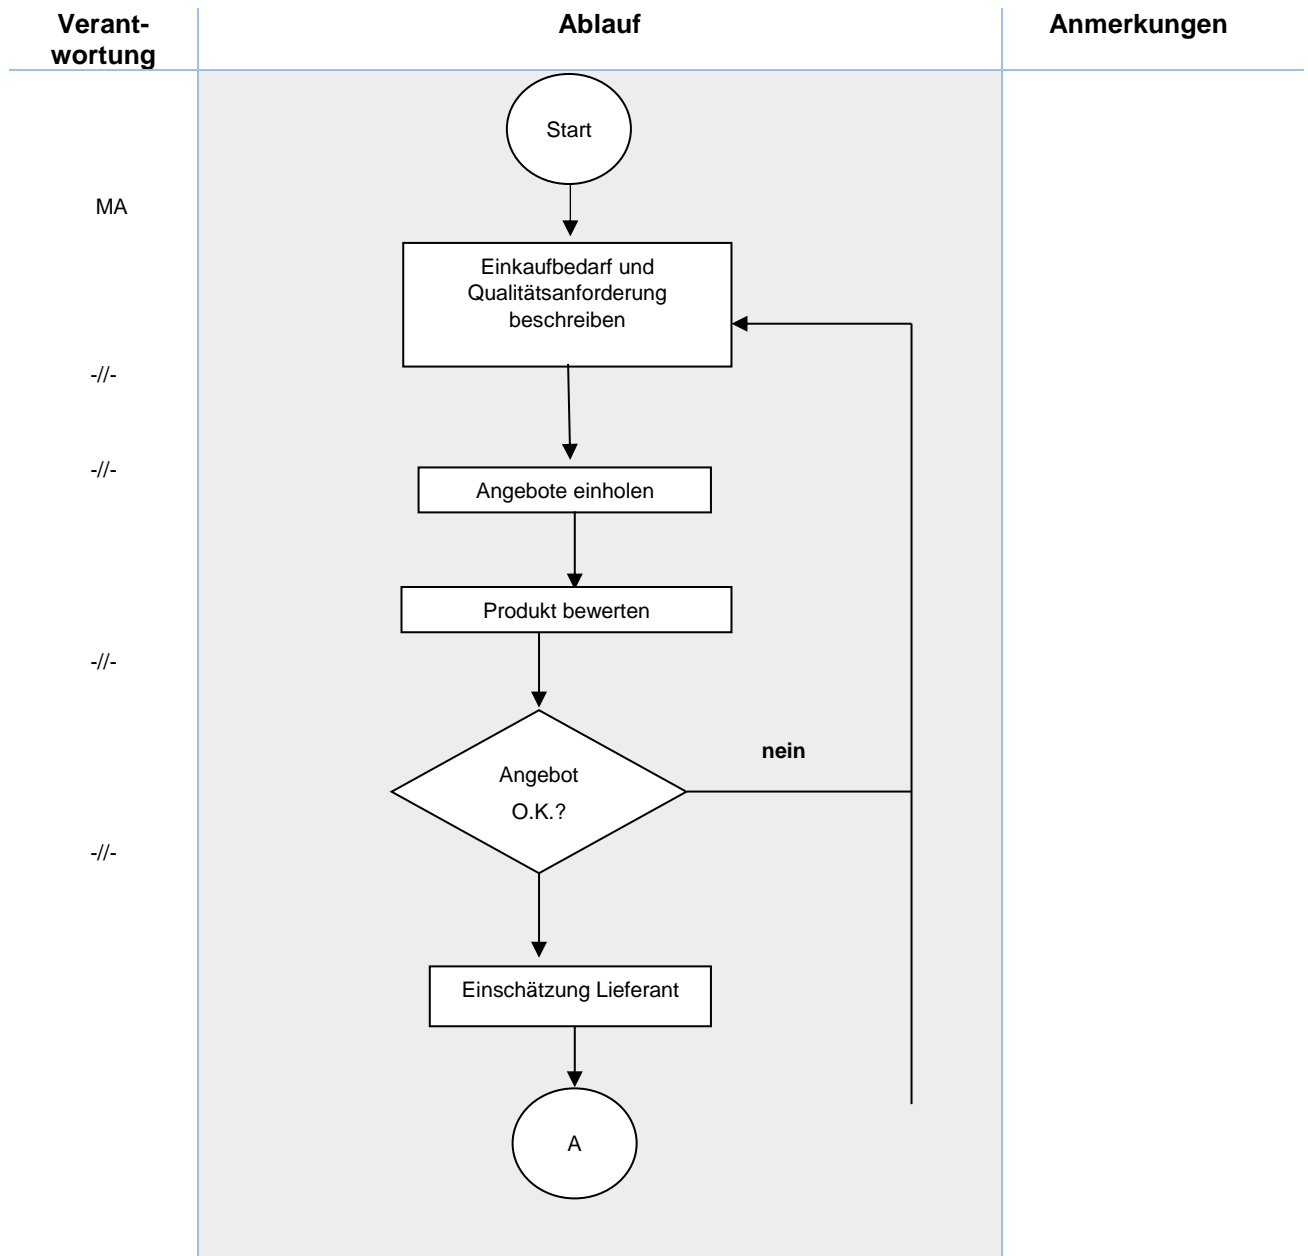 Verant-
wortung
Ablauf
Anmerkungen
Start
MA
Einkaufbedarf und
Qualitätsanforderung
beschreiben
-//-
-//-
Angebote einholen
Produkt bewerten
-//-
nein
Angebot
O.K.?
-//-
Einschätzung Lieferant
A